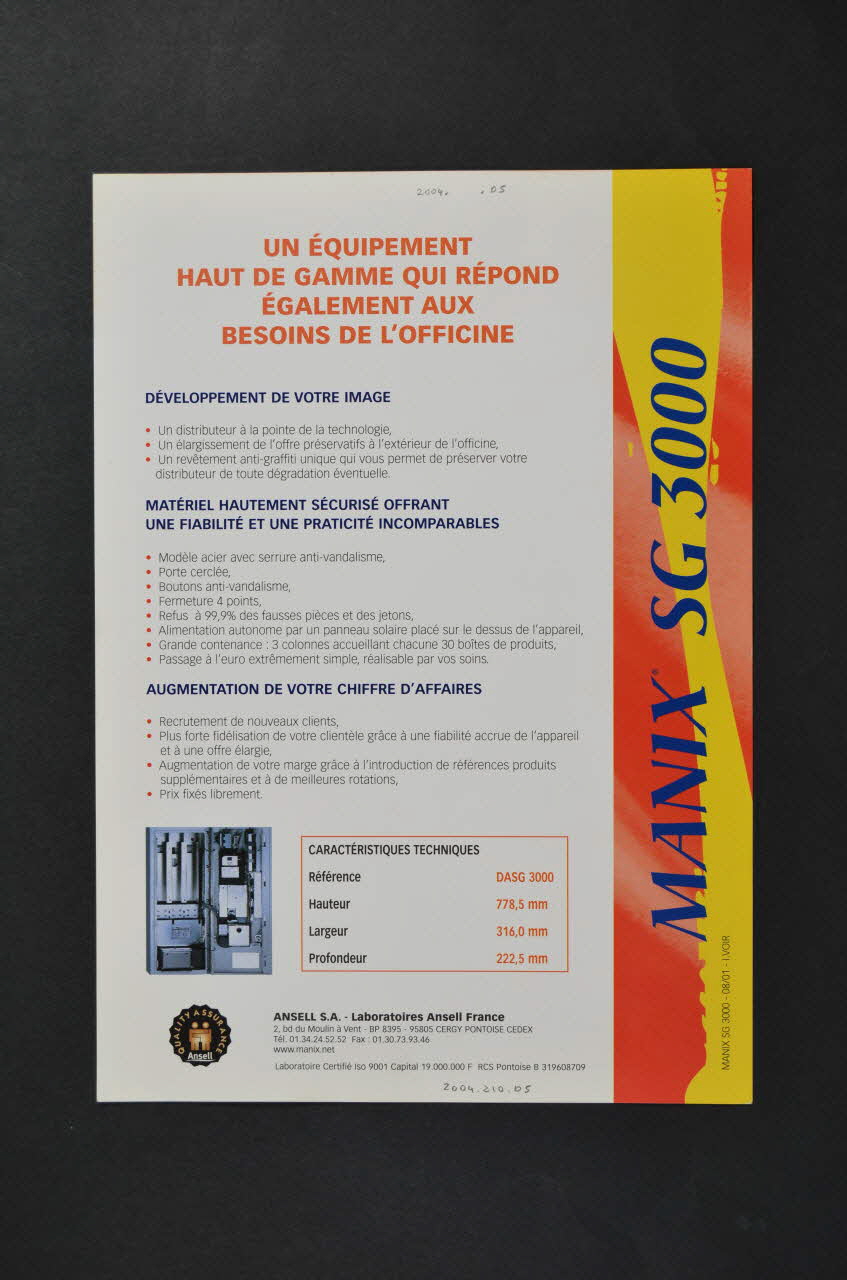 2004. .05
UN ÉQUIPEMENT
HAUT DE GAMME QUI RÉPOND
ÉGALEMENT AUX
BESOINS DE L'OFFICINE
DÉVELOPPEMENT DE VOTRE IMAGE
• Un distributeur à la pointe de la technologie,
• Un élargissement de l'offre préservatifs à l'extérieur de l'officine,
• Un revêtement anti-graffiti unique qui vous permet de préserver votre
distributeur de toute dégradation éventuelle.
MATÉRIEL HAUTEMENT SÉCURISÉ OFFRANT
UNE FIABILITÉ ET UNE PRATICITÉ INCOMPARABLES
• Modèle acier avec serrure anti-vandalisme,
• Porte cerclée,
• Boutons anti-vandalisme,
• Fermeture 4 points,
• Refus à 99,9% des fausses pièces et des jetons,
• Alimentation autonome par un panneau solaire placé sur le dessus de l'appareil,
• Grande contenance : 3 colonnes accueillant chacune 30 boîtes de produits,
• Passage à l'euro extrêmement simple, réalisable par vos soins.
AUGMENTATION DE VOTRE CHIFFRE D'AFFAIRES
• Recrutement de nouveaux clients,
• Plus forte fidélisation de votre clientèle grâce à une fiabilité accrue de l'appareil
et à une offre élargie,
• Augmentation de votre marge grâce à l'introduction de références produits
supplémentaires et à de meilleures rotations,
• Prix fixés librement.
CARACTÉRISTIQUES TECHNIQUES
Référence DASG 3000
Hauteur 778,5 mm
Largeur 316,0 mm
Profondeur 222,5 mm
QUALITY ASSURANCE
Ansell
ANSELL S.A. - Laboratoires Ansell France
2, bd du Moulin à Vent - BP 8395 - 95805 CERGY PONTOISE CEDEX
Tél. 01.34.24.52.52 Fax : 01.30.73.93.46
www.manix.net
Laboratoire Certifié Iso 9001 Capital 19.000.000 F RCS Pontoise B 319608709
2004.210.05
MANIX® SG 3000
MANIX SG 3000 - 08/01 - I.VOIR